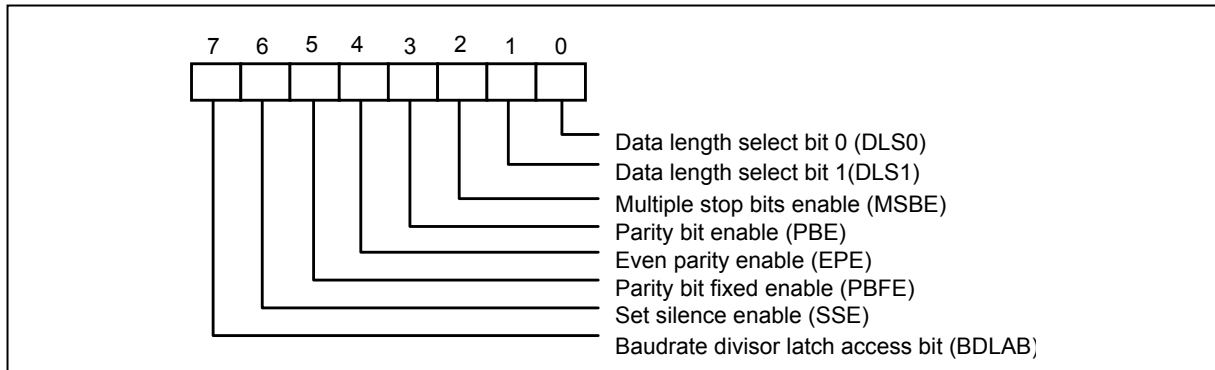 7 6 5 4 3 2 1 0
Data length select bit 0 (DLS0)
Data length select bit 1(DLS1)
Multiple stop bits enable (MSBE)
Parity bit enable (PBE)
Even parity enable (EPE)
Parity bit fixed enable (PBFE)
Set silence enable (SSE)
Baudrate divisor latch access bit (BDLAB)